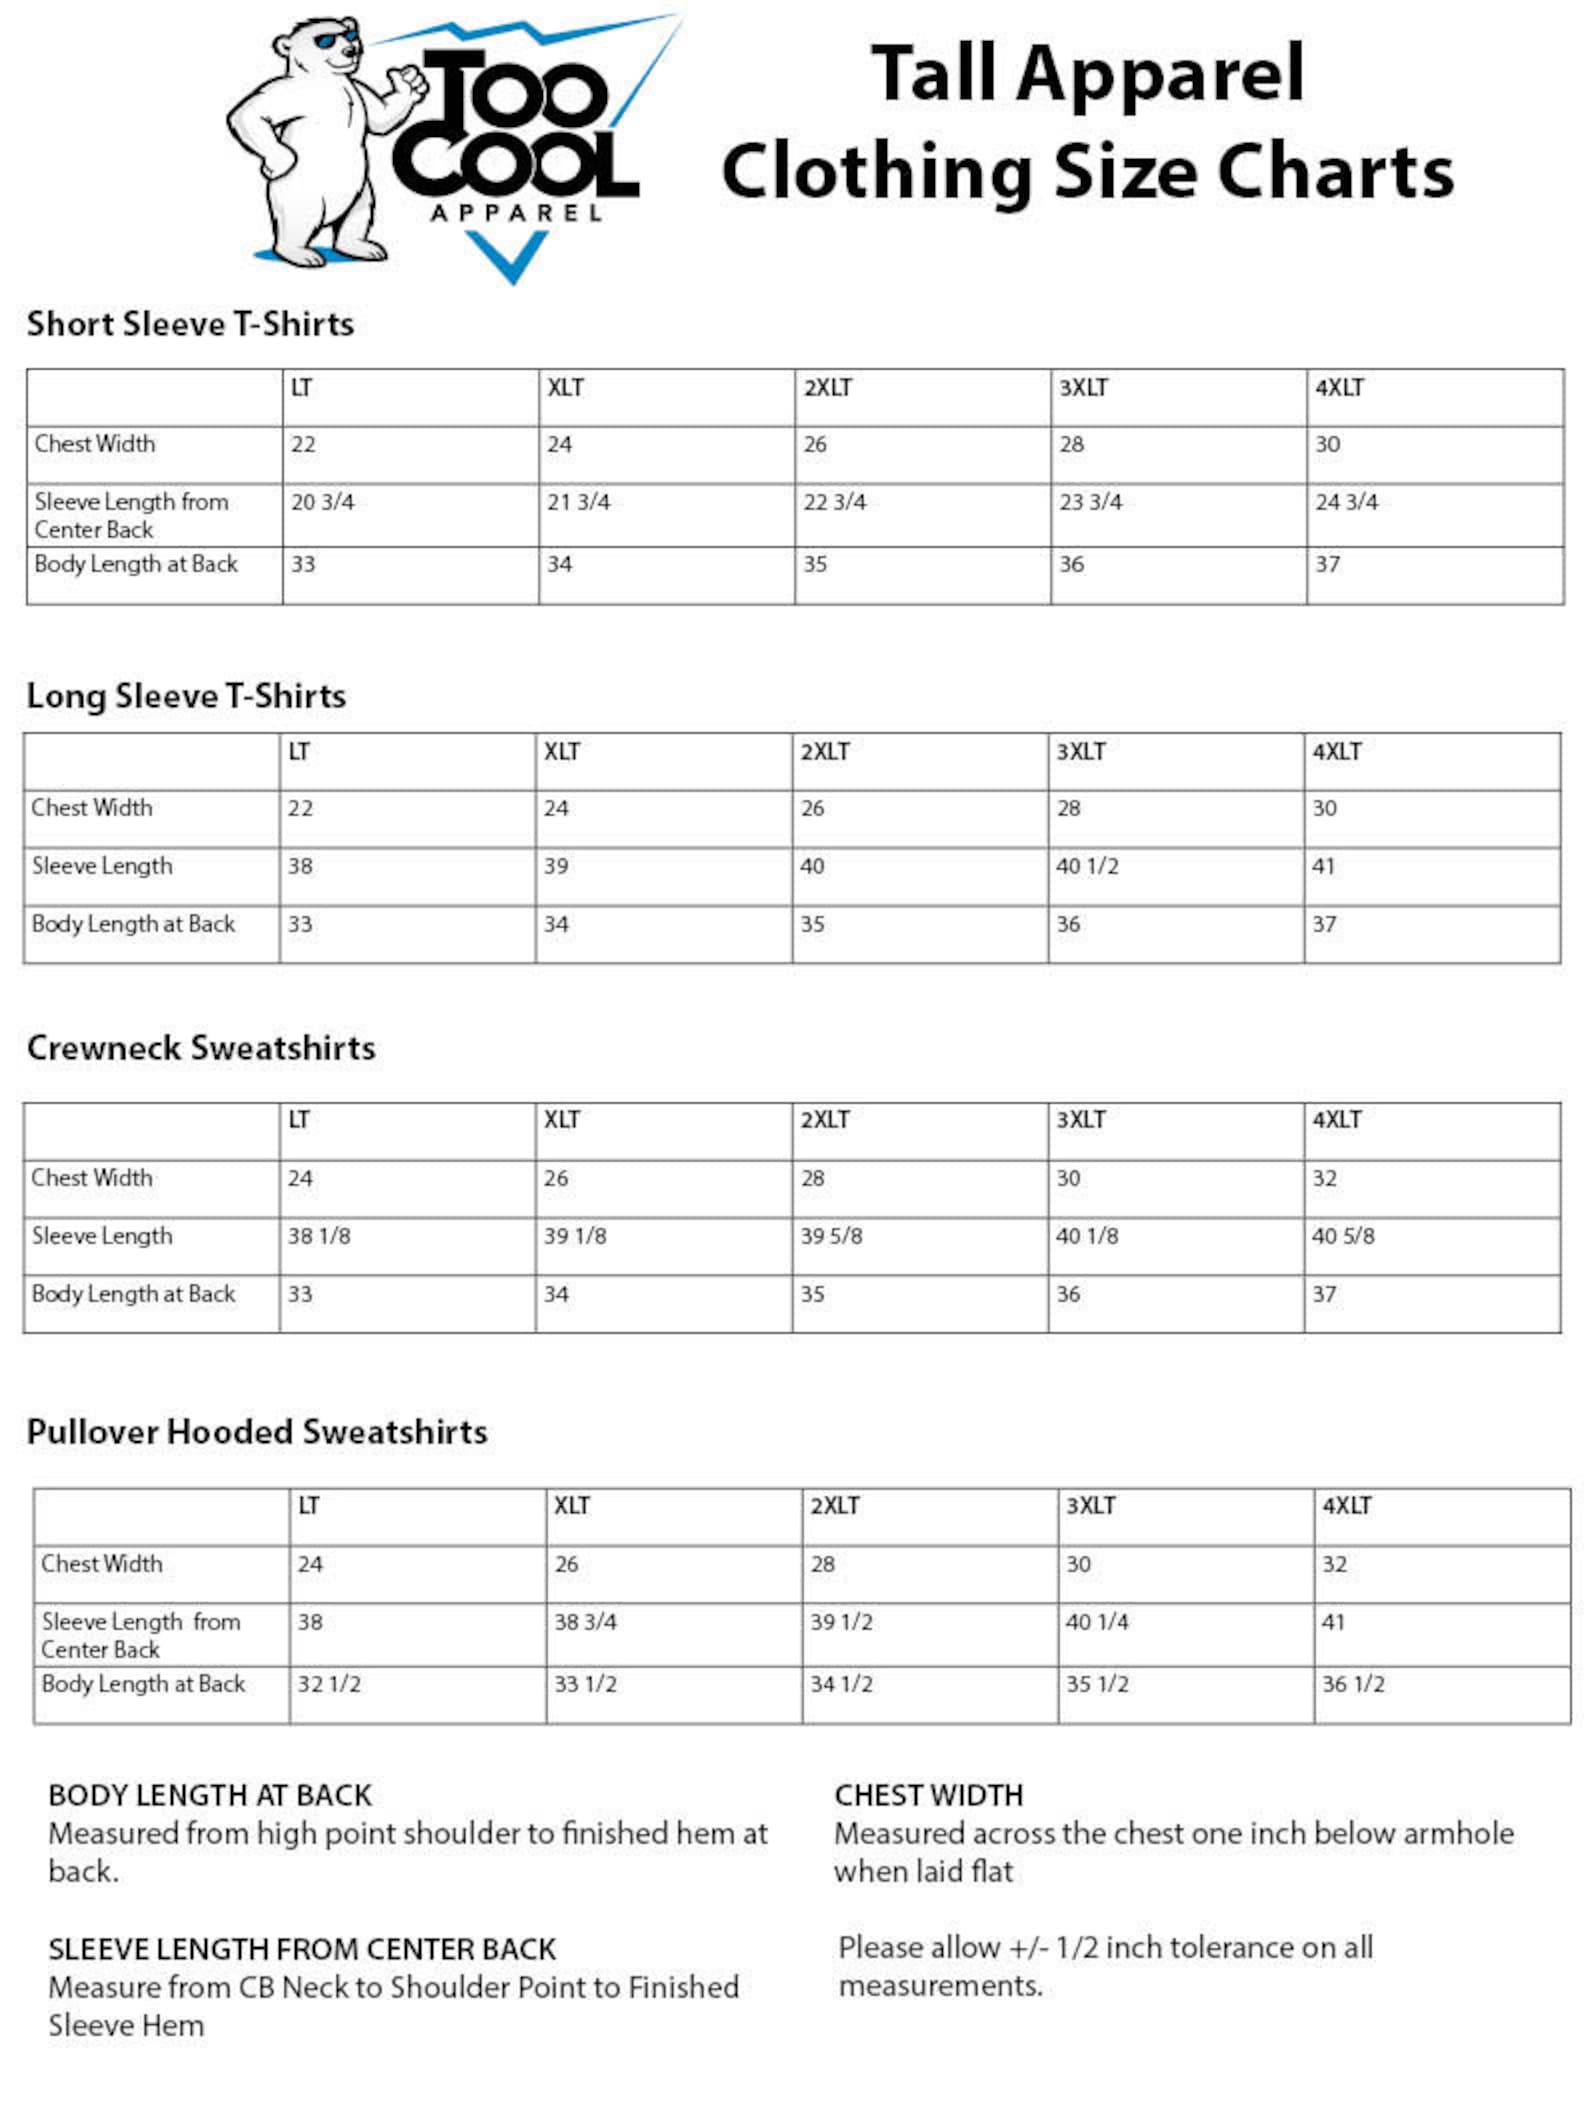 TOO
COOL
APPAREL
Tall Apparel
Clothing Size Charts
Short Sleeve T-Shirts
LT XLT 2XLT 3XLT 4XLT
Chest Width 22 24 26 28 30
Sleeve Length from
Center Back 20 3/4 21 3/4 22 3/4 23 3/4 24 3/4
Body Length at Back 33 34 35 36 37
Long Sleeve T-Shirts
LT XLT 2XLT 3XLT 4XLT
Chest Width 22 24 26 28 30
Sleeve Length 38 39 40 40 1/2 41
Body Length at Back 33 34 35 36 37
Crewneck Sweatshirts
LT XLT 2XLT 3XLT 4XLT
Chest Width 24 26 28 30 32
Sleeve Length 38 1/8 39 1/8 39 5/8 40 1/8 40 5/8
Body Length at Back 33 34 35 36 37
Pullover Hooded Sweatshirts
LT XLT 2XLT 3XLT 4XLT
Chest Width 24 26 28 30 32
Sleeve Length from
Center Back 38 38 3/4 39 1/2 40 1/4 41
Body Length at Back 32 1/2 33 1/2 34 1/2 35 1/2 36 1/2
BODY LENGTH AT BACK
Measured from high point shoulder to finished hem at
back.
SLEEVE LENGTH FROM CENTER BACK
Measure from CB Neck to Shoulder Point to Finished
Sleeve Hem
CHEST WIDTH
Measured across the chest one inch below armhole
when laid flat
Please allow +/- 1/2 inch tolerance on all
measurements.